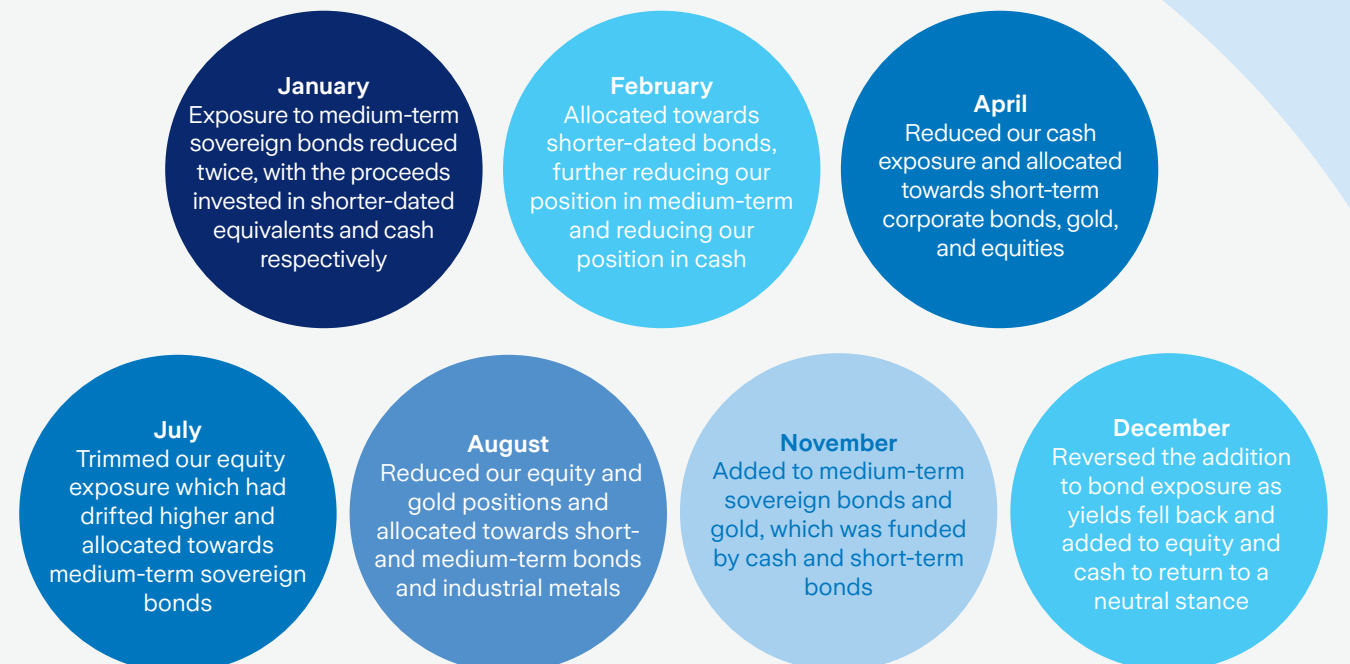 January
Exposure to medium-term
sovereign bonds reduced
twice, with the proceeds
invested in shorter-dated
equivalents and cash
respectively
February
Allocated towards
shorter-dated bonds,
further reducing our
position in medium-term
and reducing our
position in cash
April
Reduced our cash
exposure and allocated
towards short-term
corporate bonds, gold,
and equities
July
Trimmed our equity
exposure which had
drifted higher and
allocated towards
medium-term sovereign
bonds
August
Reduced our equity and
gold positions and
allocated towards short-
and medium-term bonds
and industrial metals
November
Added to medium-term
sovereign bonds and
gold, which was funded
by cash and short-term
bonds
December
Reversed the addition
to bond exposure as
yields fell back and
added to equity and
cash to return to a
neutral stance